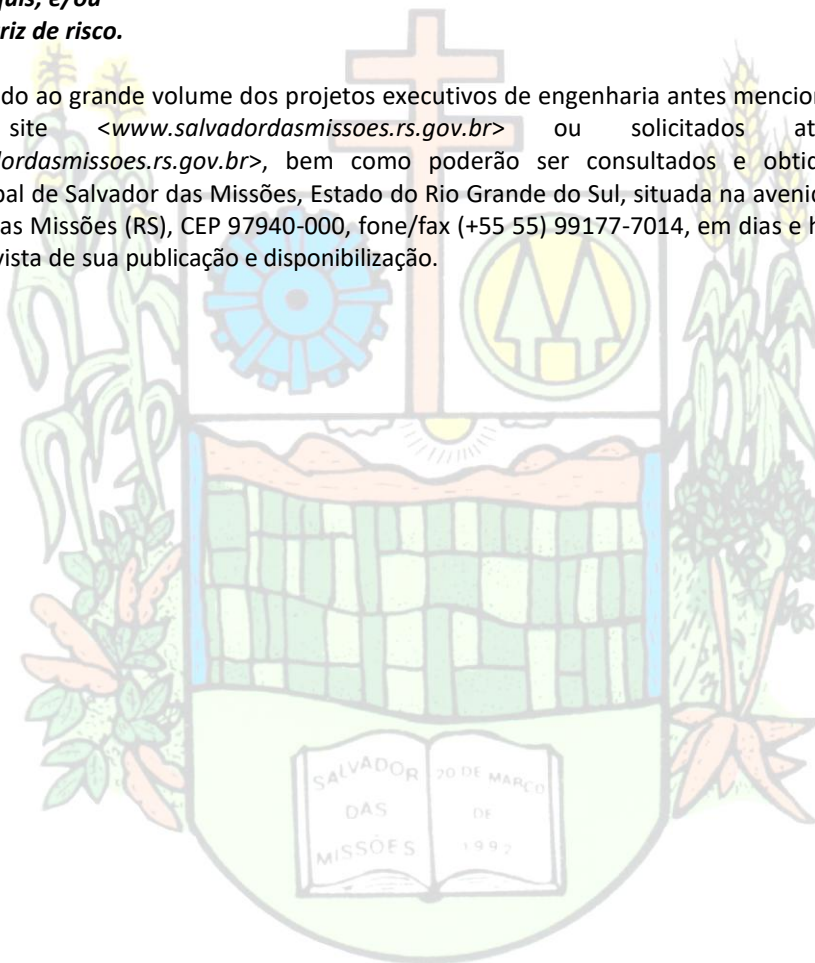 e/ou
riz de risco.
do ao grande volume dos projetos executivos de engenharia antes mencion
site <www.salvadordasmissoes.rs.gov.br> ou solicitados at
dordasmissoes.rs.gov.br>, bem como poderão ser consultados e obtid
pal de Salvador das Missões, Estado do Rio Grande do Sul, situada na aveni
as Missões (RS), CEP 97940-000, fone/fax (+55 55) 99177-7014, em dias e h
vista de sua publicação e disponibilização.
SALVADOR
DAS
MISSÕES
20 DE MARÇO
DE
1992